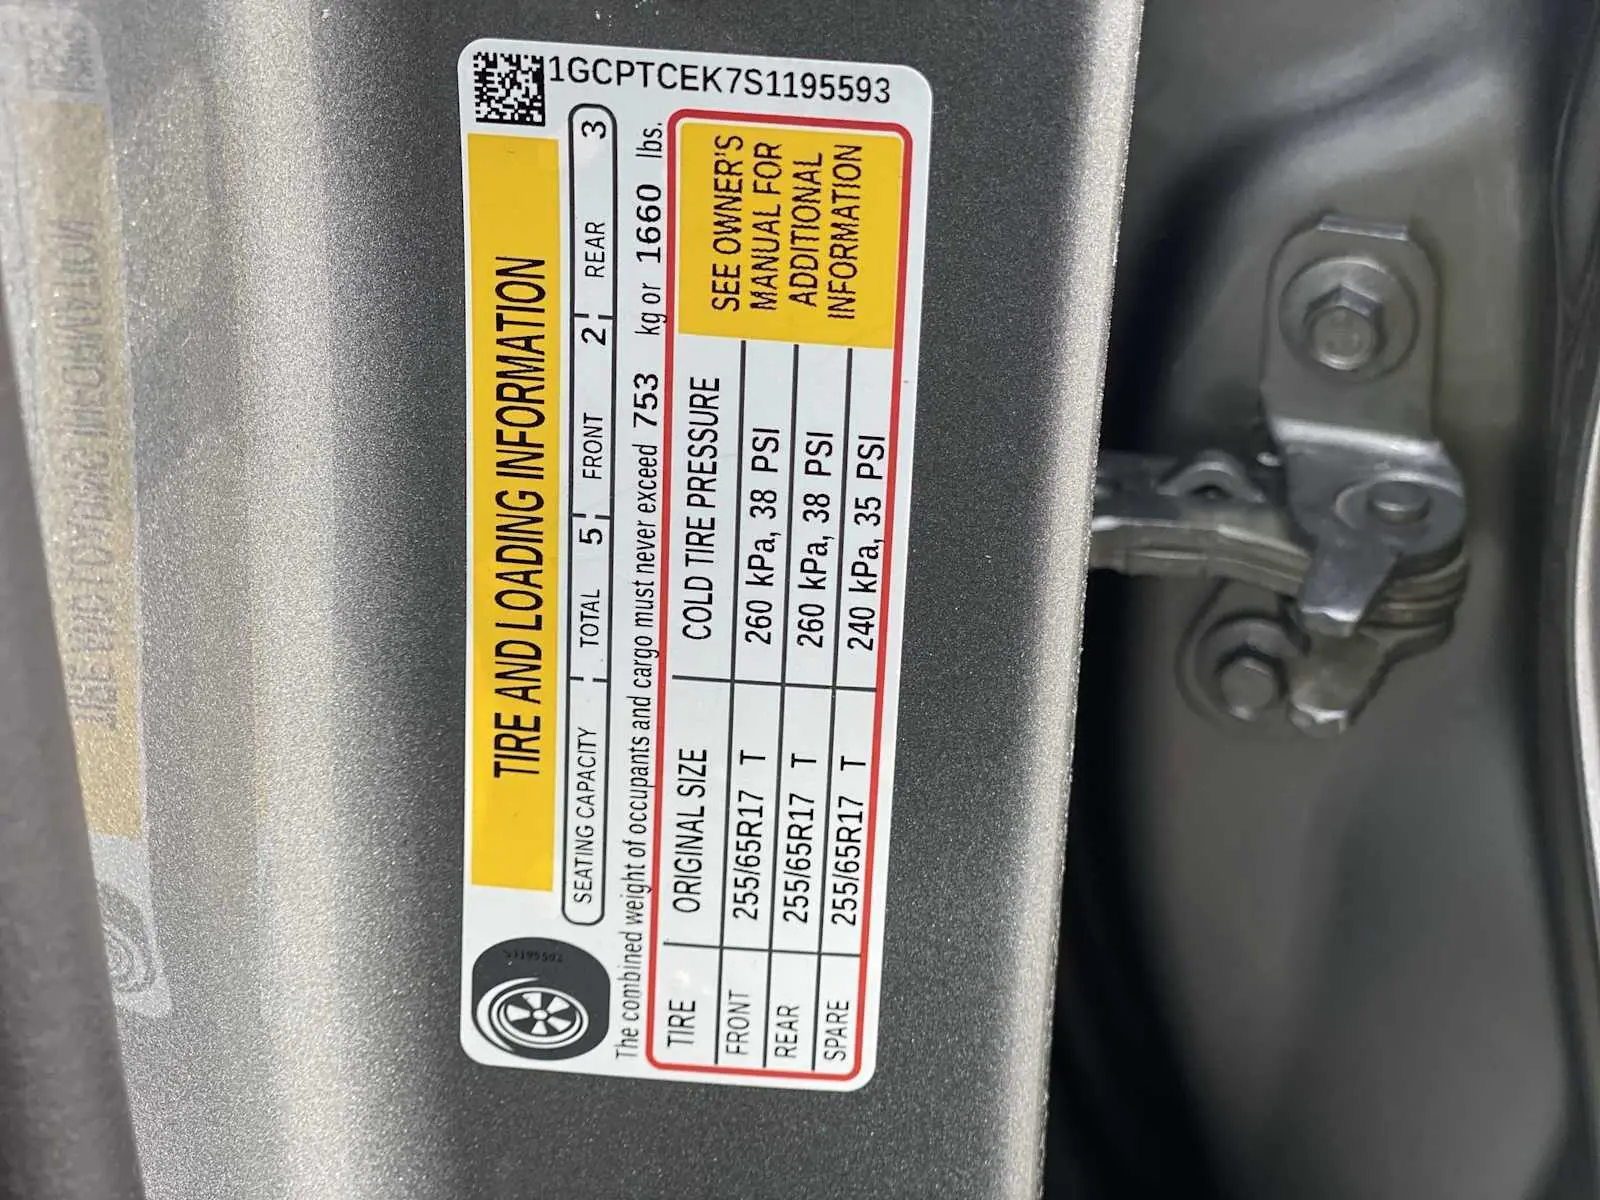 1GCPTCEK7S1195593
TIRE AND LOADING INFORMATION
SEATING CAPACITY TOTAL 5 FRONT 2 REAR 3
The combined weight of occupants and cargo must never exceed 753 kg or 1660 lbs.
TIRE ORIGINAL SIZE COLD TIRE PRESSURE
FRONT 255/65R17 T 260 kPa, 38 PSI
REAR 255/65R17 T 260 kPa, 38 PSI
SPARE 255/65R17 T 240 kPa, 35 PSI
SEE OWNER'S
MANUAL FOR
ADDITIONAL
INFORMATION